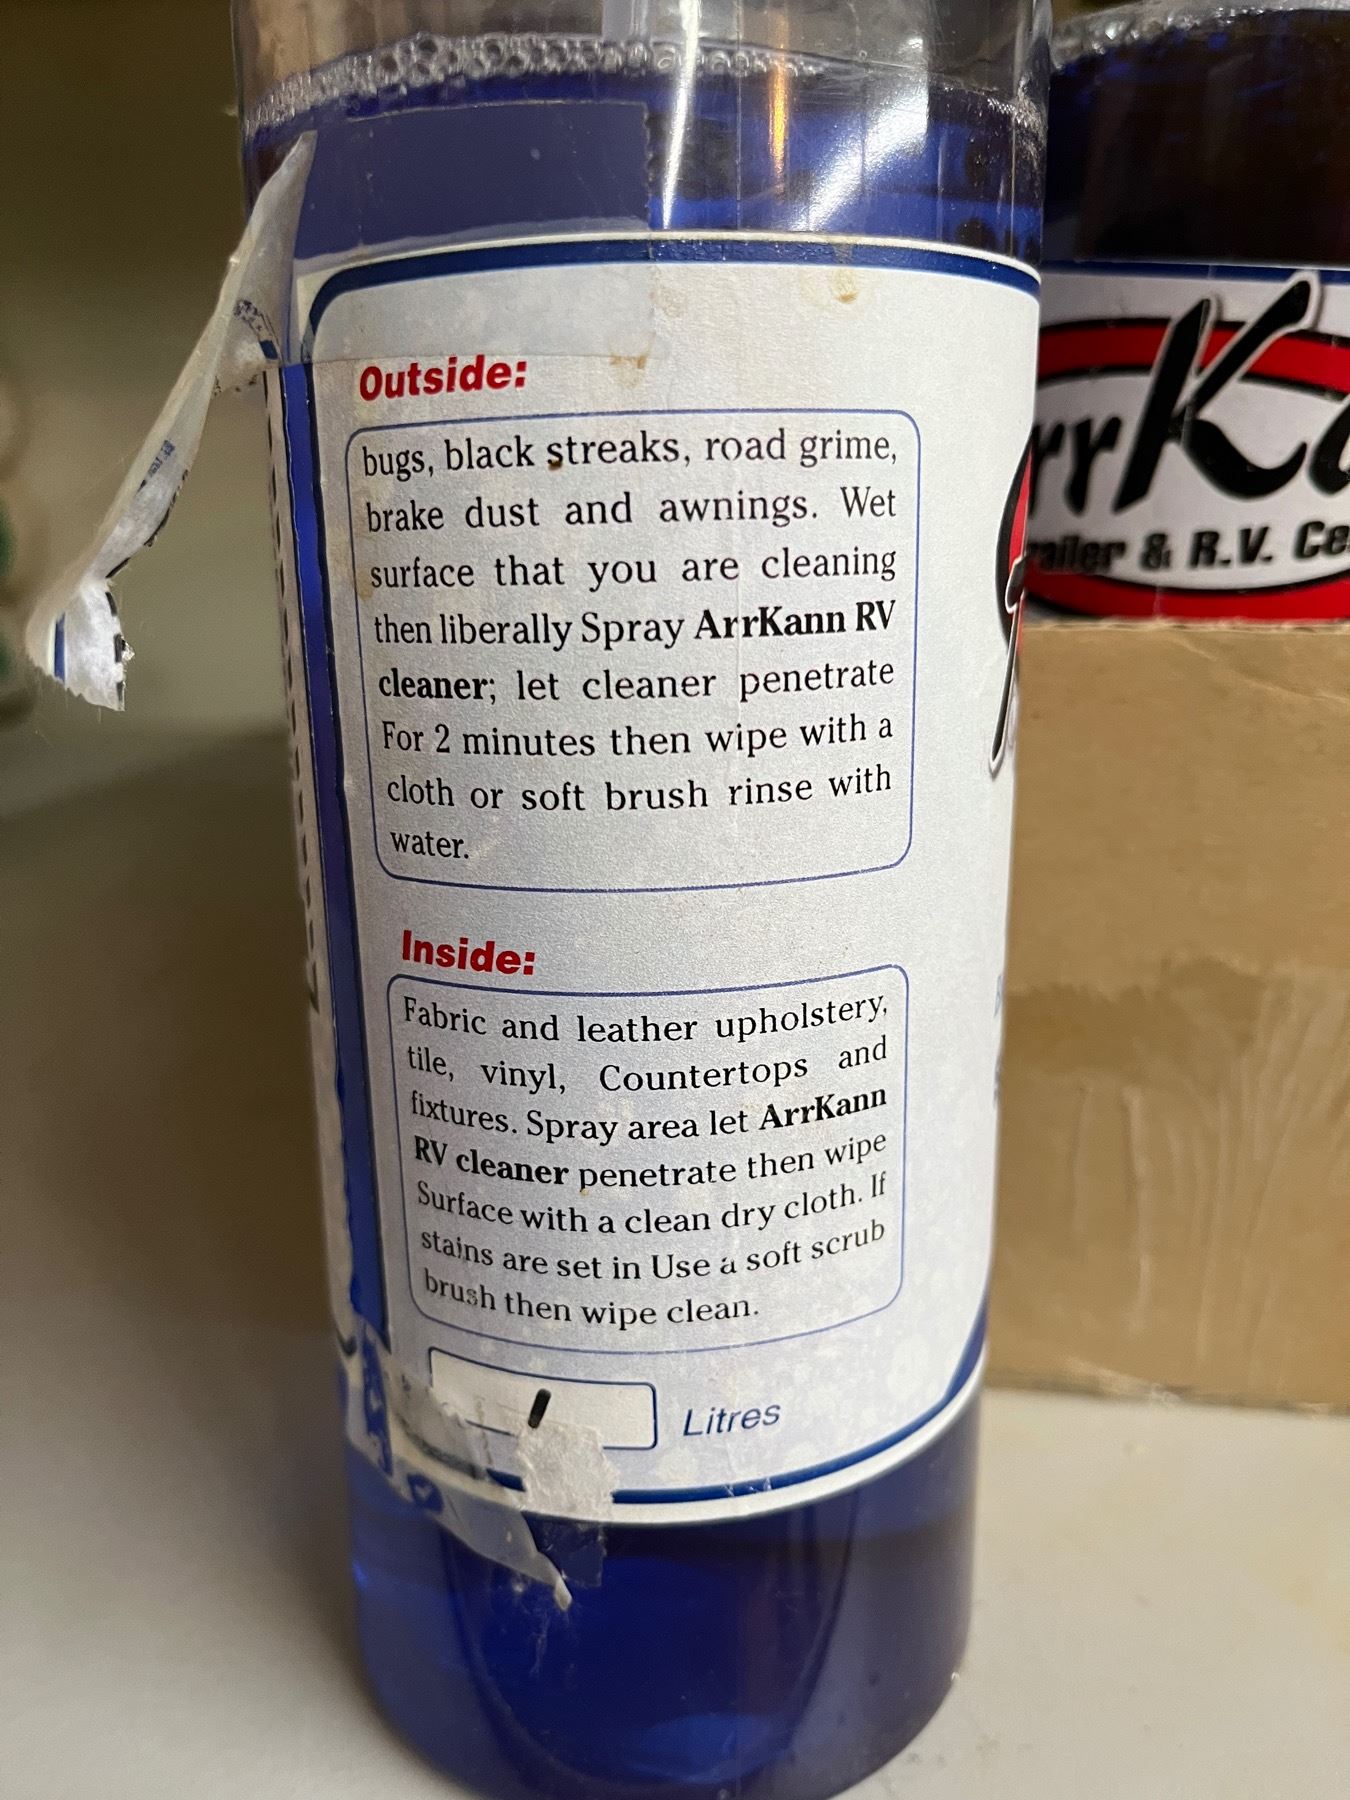 Outside:
bugs, black streaks, road grime,
brake dust and awnings. Wet
surface that you are cleaning
then liberally Spray ArrKann RV
cleaner; let cleaner penetrate
For 2 minutes then wipe with a
cloth or soft brush rinse with
water.
Inside:
Fabric and leather upholstery,
tile, vinyl, Countertops and
fixtures. Spray area let ArrKann
RV cleaner penetrate then wipe
Surface with a clean dry cloth. If
stains are set in Use a soft scrub
brush then wipe clean.
Litres
rrKa
railer & R.V. Ce